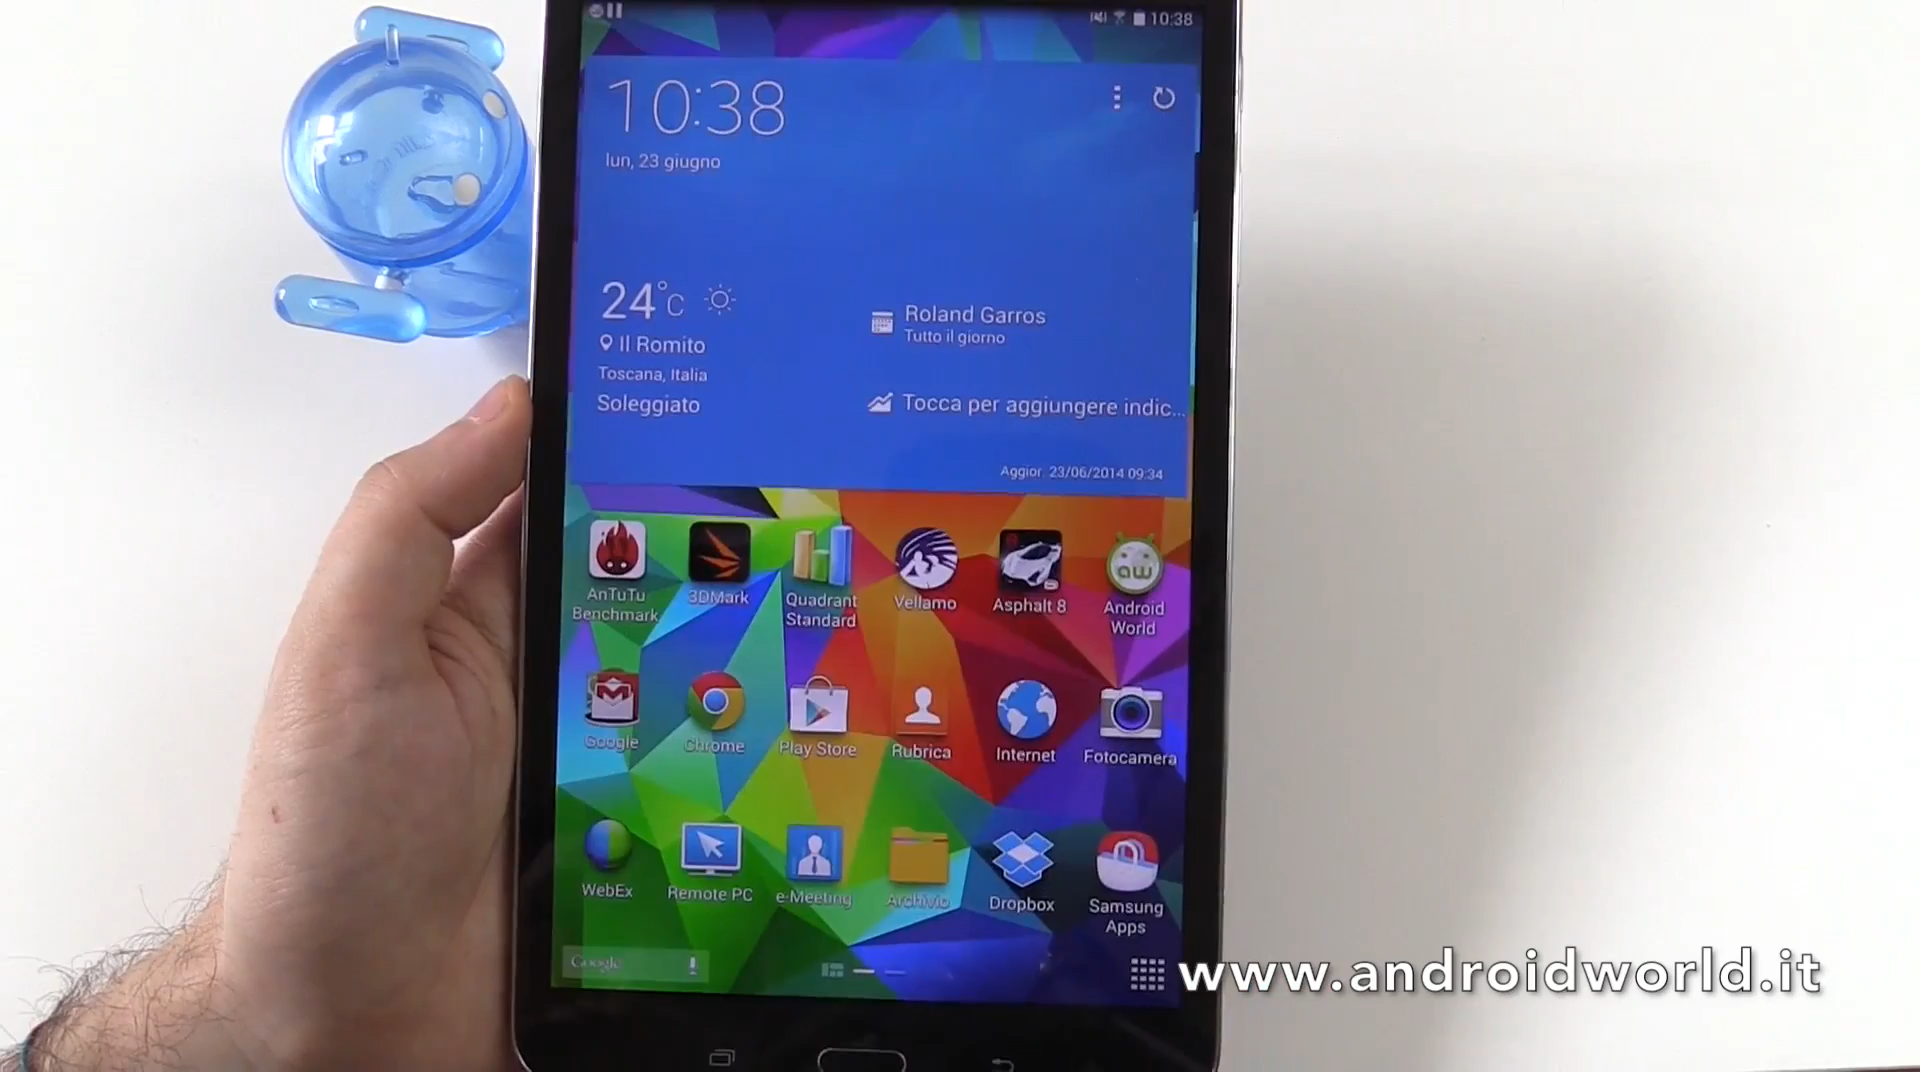 10:38
10:38
lun, 23 giugno
24°C
Il Romito
Toscana, Italia
Soleggiato
Roland Garros
Tutto il giorno
Tocca per aggiungere indic...
Aggior. 23/06/2014 09:34
AnTuTu
Benchmark
3DMark
Quadrant
Standard
Vellamo
Asphalt 8
aw
Android
World
Google
Chrome
Play Store
Rubrica
Internet
Fotocamera
WebEx
Remote PC
e-Meeting
Archivio
Dropbox
Samsung
Apps
Google
www.androidworld.it